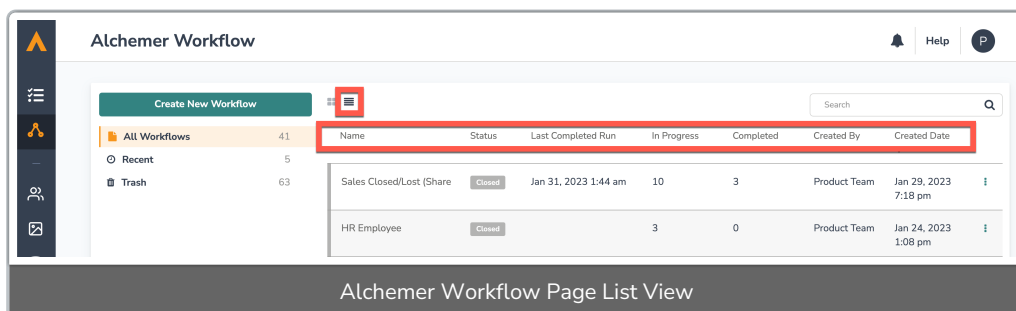 Alchemer Workflow
Help
P
Create New Workflow
Search
All Workflows 41
Recent 5
Trash 63
Name Status Last Completed Run In Progress Completed Created By Created Date
Sales Closed/Lost (Share Closed Jan 31, 2023 1:44 am 10 3 Product Team Jan 29, 2023
7:18 pm
HR Employee Closed 3 0 Product Team Jan 24, 2023
1:08 pm
Alchemer Workflow Page List View